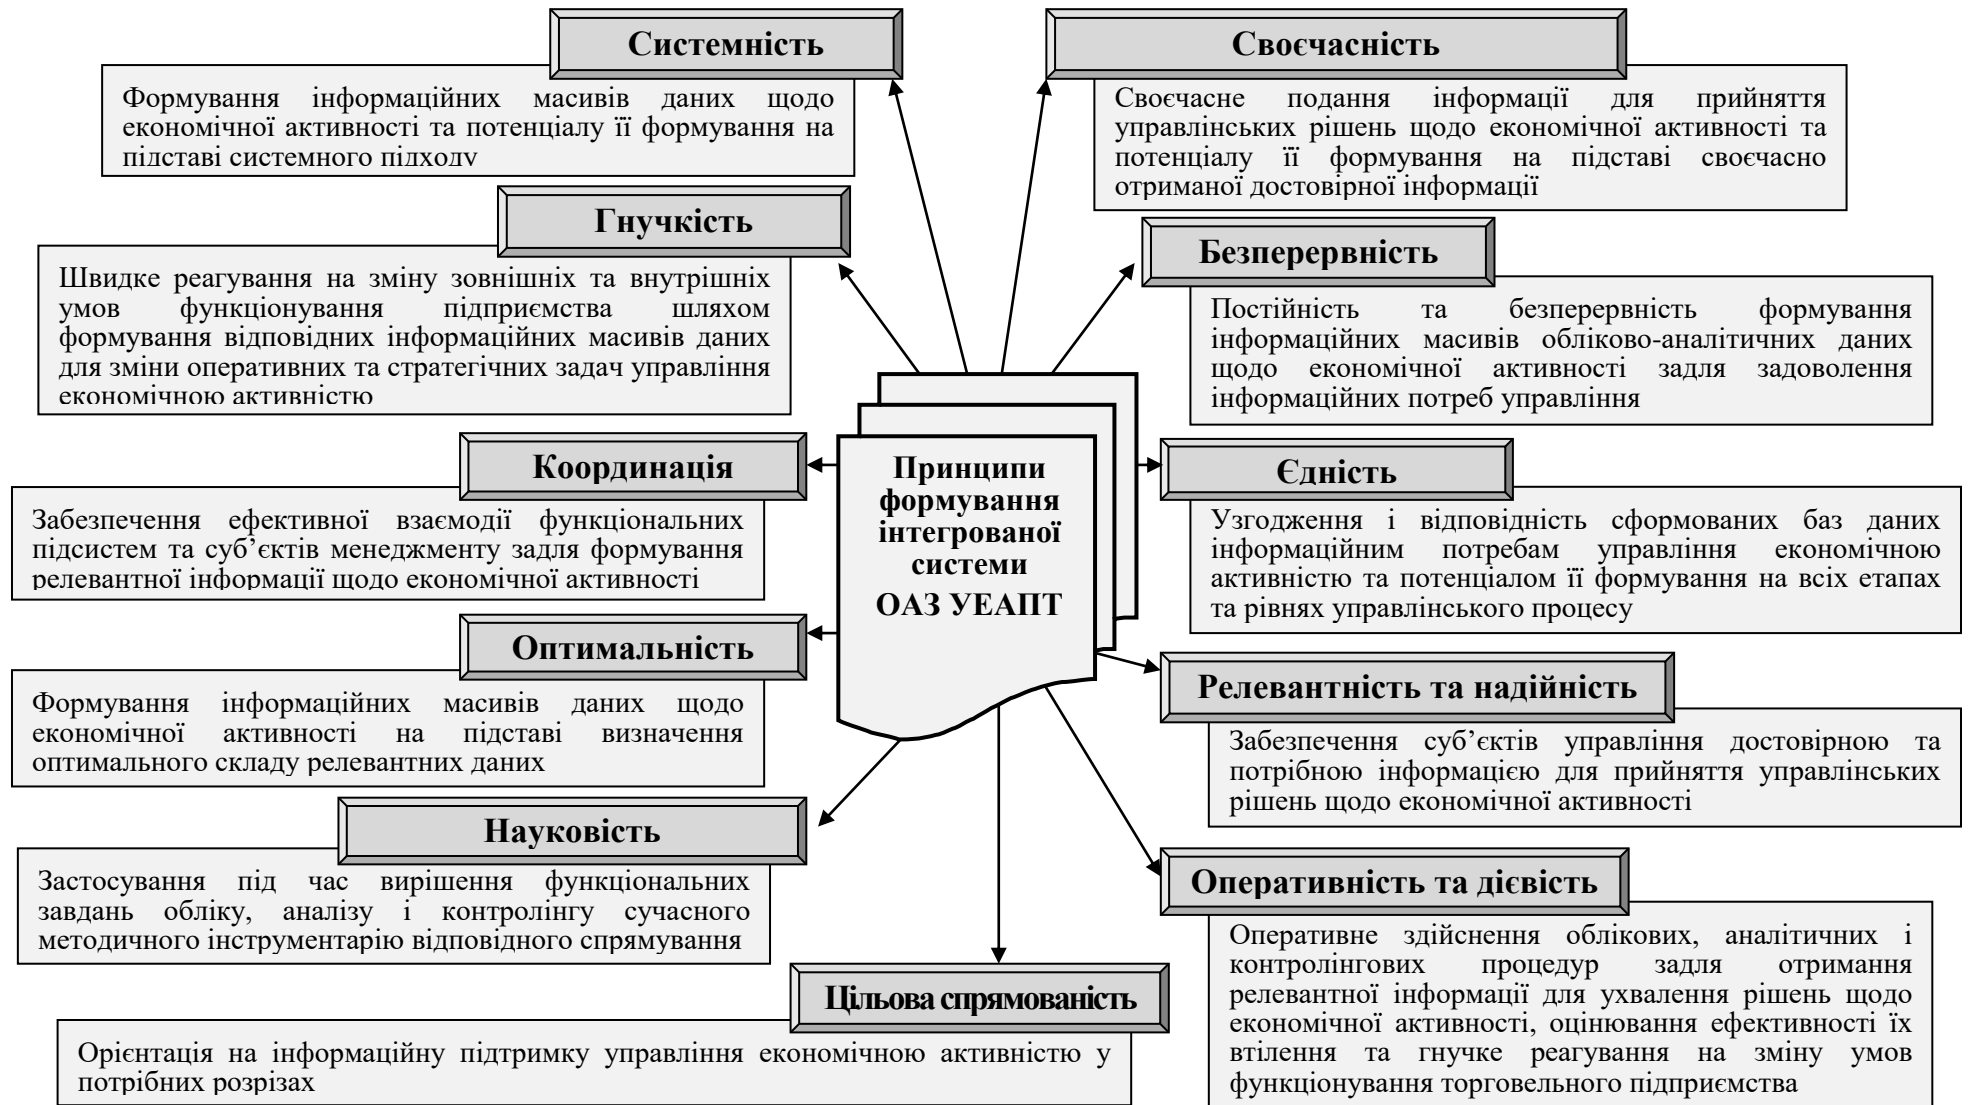 Системність
Формування інформаційних масивів даних щодо
економічної активності та потенціалу її формування на
підставі системного підходу
Гнучкість
Швидке реагування на зміну зовнішніх та внутрішніх
умов функціонування підприємства шляхом
формування відповідних інформаційних масивів даних
для зміни оперативних та стратегічних задач управління
економічною активністю
Координація
Забезпечення ефективної взаємодії функціональних
підсистем та суб’єктів менеджменту задля формування
релевантної інформації щодо економічної активності
Оптимальність
Формування інформаційних масивів даних щодо
економічної активності на підставі визначення
оптимального складу релевантних даних
Науковість
Застосування під час вирішення функціональних
завдань обліку, аналізу і контролінгу сучасного
методичного інструментарію відповідного спрямування
Цільова спрямованість
Орієнтація на інформаційну підтримку управління економічною активністю у
потрібних розрізах
Принципи
формування
інтегрованої
системи
ОАЗ УЕАПТ
Своєчасність
Своєчасне подання інформації для прийняття
управлінських рішень щодо економічної активності та
потенціалу її формування на підставі своєчасно
отриманої достовірної інформації
Безперервність
Постійність та безперервність формування
інформаційних масивів обліково-аналітичних даних
щодо економічної активності задля задоволення
інформаційних потреб управління
Єдність
Узгодження і відповідність сформованих баз даних
інформаційним потребам управління економічною
активністю та потенціалом її формування на всіх етапах
та рівнях управлінського процесу
Релевантність та надійність
Забезпечення суб’єктів управління достовірною та
потрібною інформацією для прийняття управлінських
рішень щодо економічної активності
Оперативність та дієвість
Оперативне здійснення облікових, аналітичних і
контролінгових процедур задля отримання
релевантної інформації для ухвалення рішень щодо
економічної активності, оцінювання ефективності їх
втілення та гнучке реагування на зміну умов
функціонування торговельного підприємства